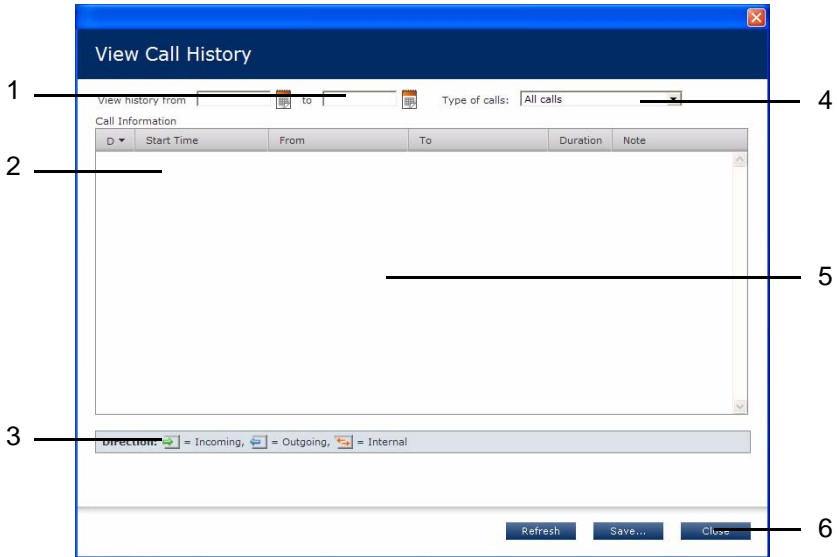 View Call History
1
View history from to Type of calls: All calls
4
Call Information
D Start Time From To Duration Note
2
5
3
Direction: = Incoming, = Outgoing, = Internal
Refresh Save... Close
6